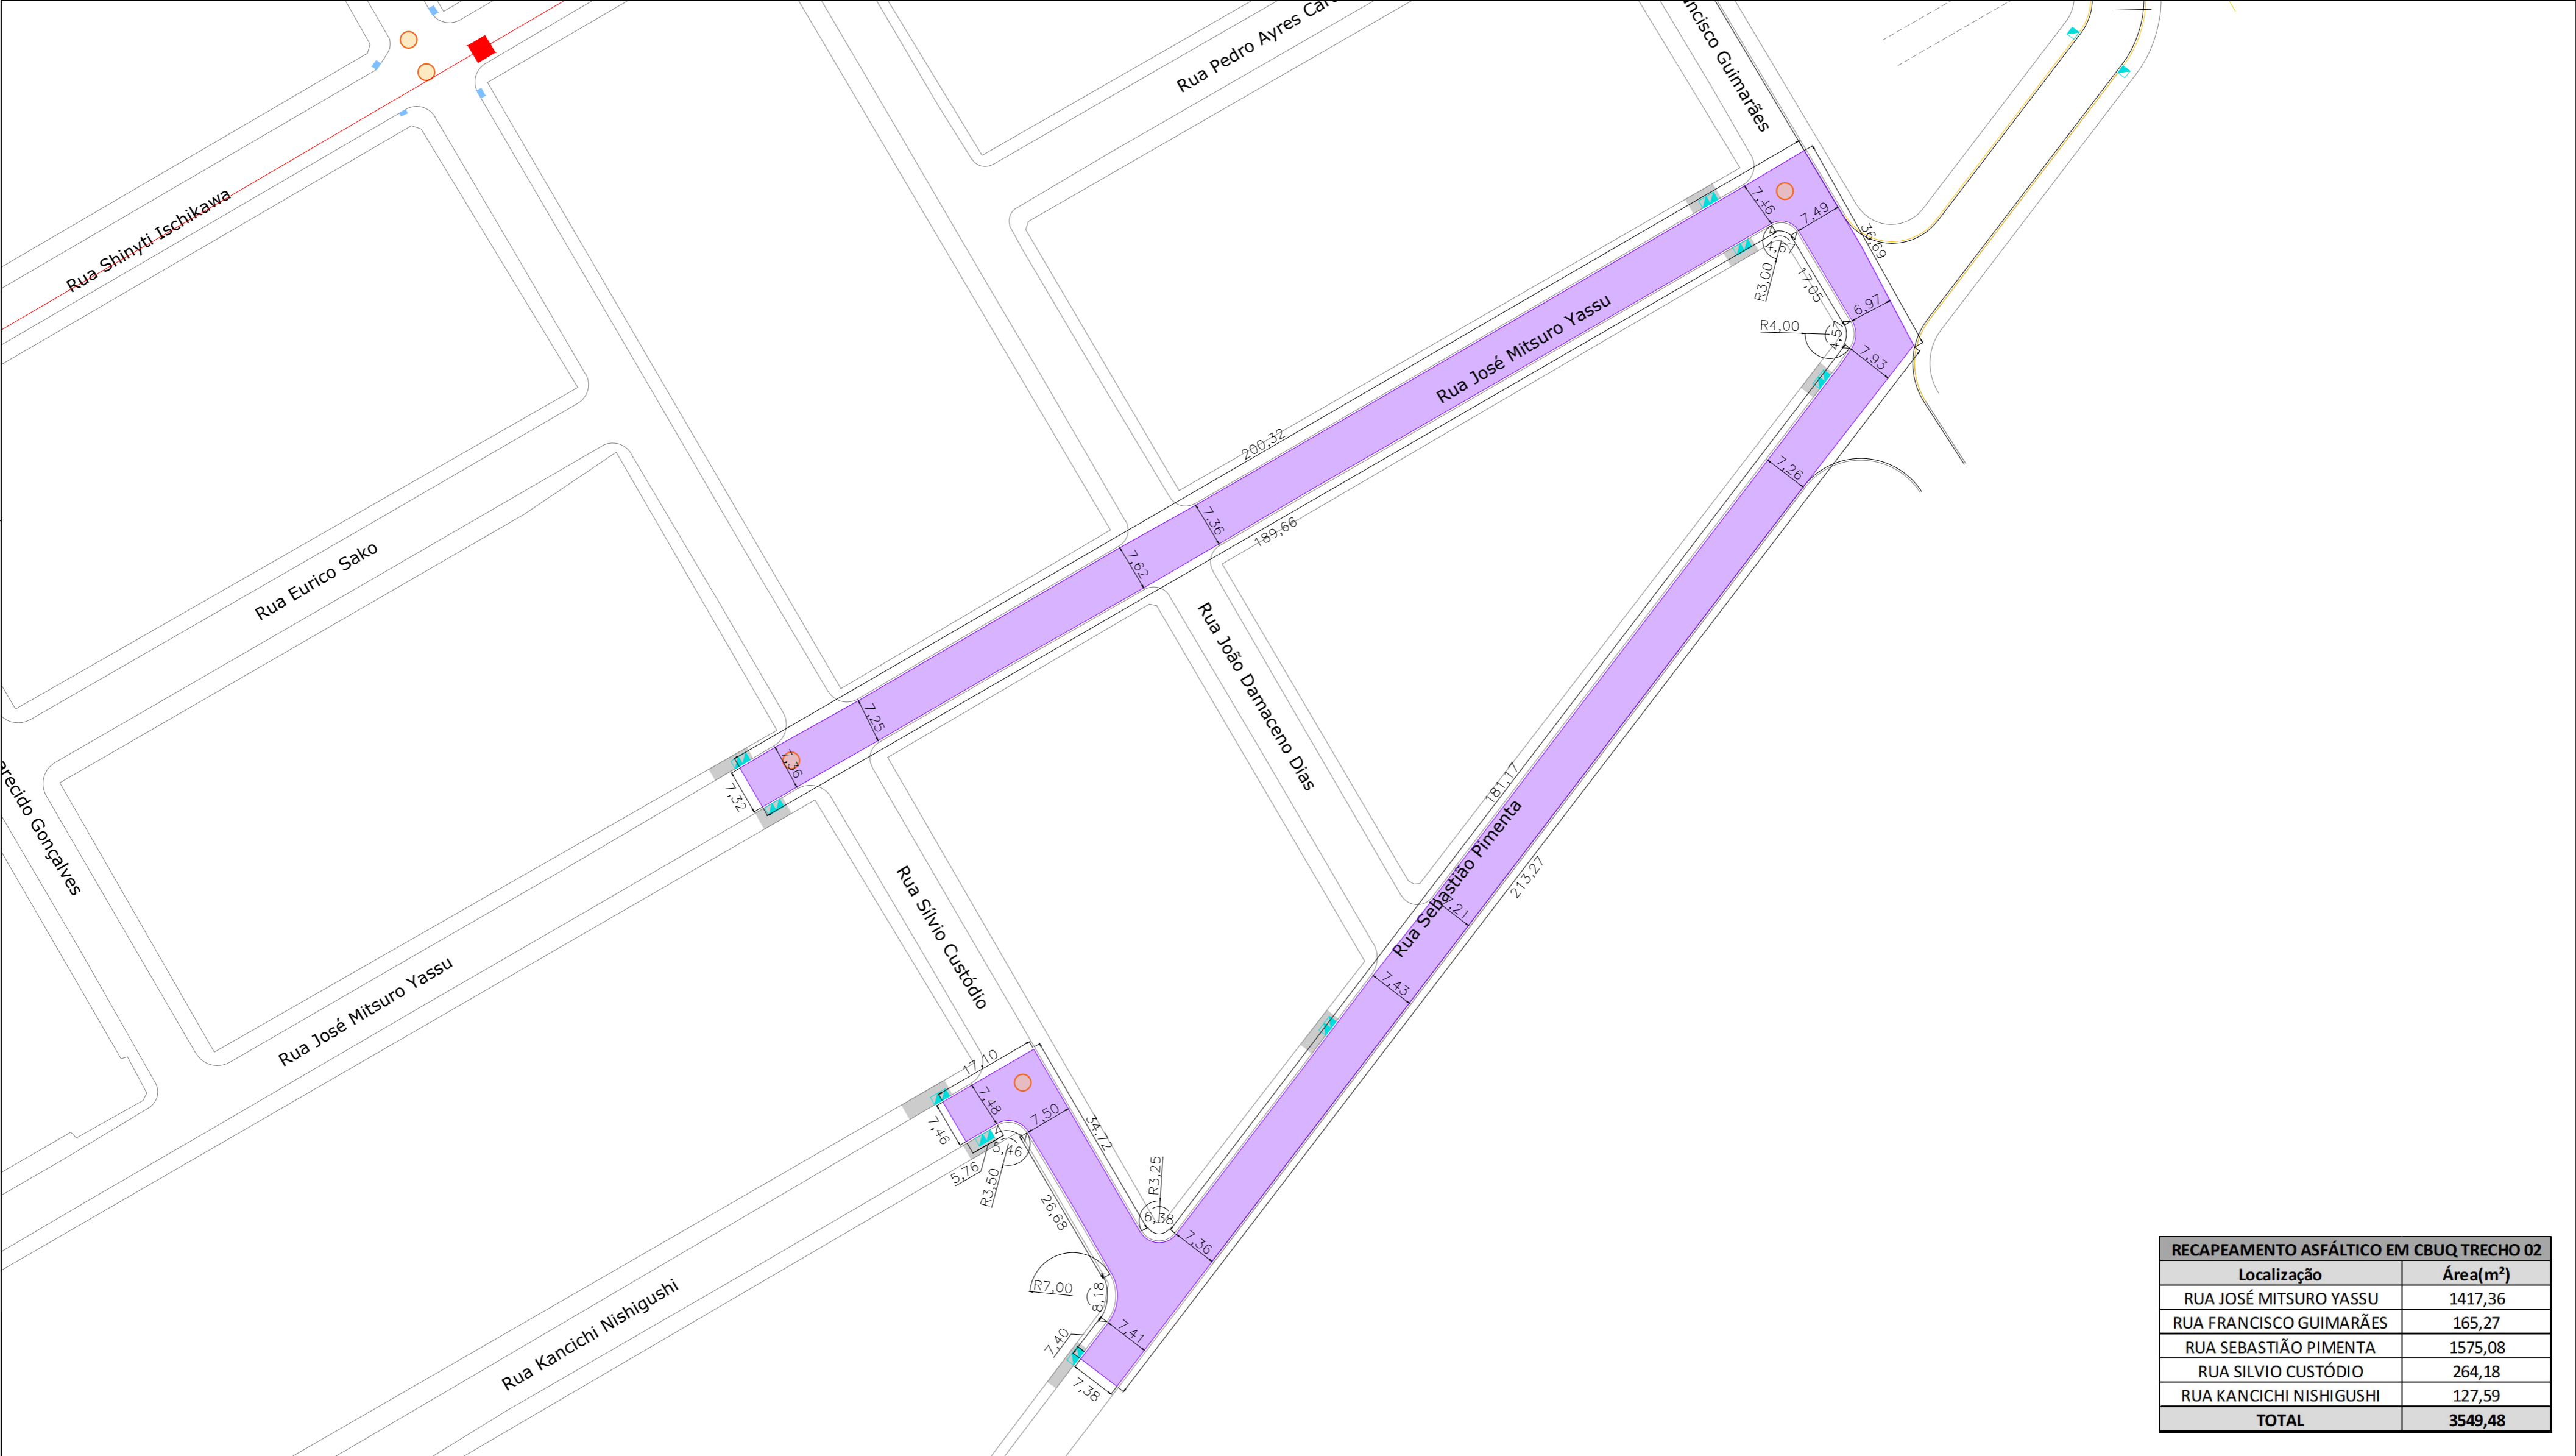 Rua Pedro Ayres
ncisco Guimarães
Rua Shinyti Ischikawa
7,46
7,49
36,69
4,67
R3,00
17,05
6,97
R4,00
4,57
7,93
Rua José Mitsuro Yassu
200,32
7,26
7,36
189,66
7,62
Rua Eurico Sako
Rua João Damaceno Dias
7,25
7,36
7,32
181,17
Rua Sebastião Pimenta
213,27
7,21
arecido Gonçalves
Rua Sílvio Custódio
7,43
Rua José Mitsuro Yassu
17,10
7,48
7,50
7,46
34,72
5,46
5,76
R3,50
R3,25
26,68
6,38
7,36
R7,00
8,18
7,41
7,40
7,38
Rua Kancichi Nishigushi
RECAPEAMENTO ASFÁLTICO EM CBUQ TRECHO 02
Localização Área(m²)
RUA JOSÉ MITSURO YASSU 1417,36
RUA FRANCISCO GUIMARÃES 165,27
RUA SEBASTIÃO PIMENTA 1575,08
RUA SILVIO CUSTÓDIO 264,18
RUA KANCICHI NISHIGUSHI 127,59
TOTAL 3549,48